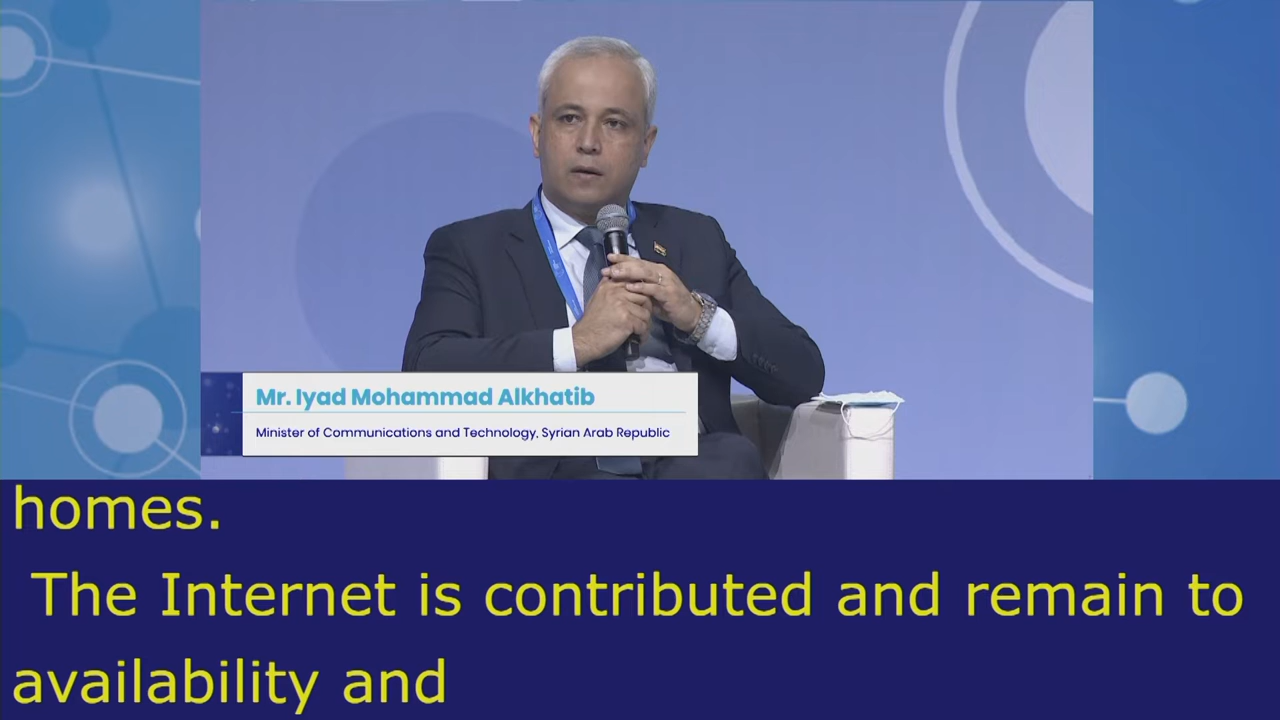 Mr. Iyad Mohammad Alkhatib
Minister of Communications and Technology, Syrian Arab Republic
homes.
The Internet is contributed and remain to
availability and